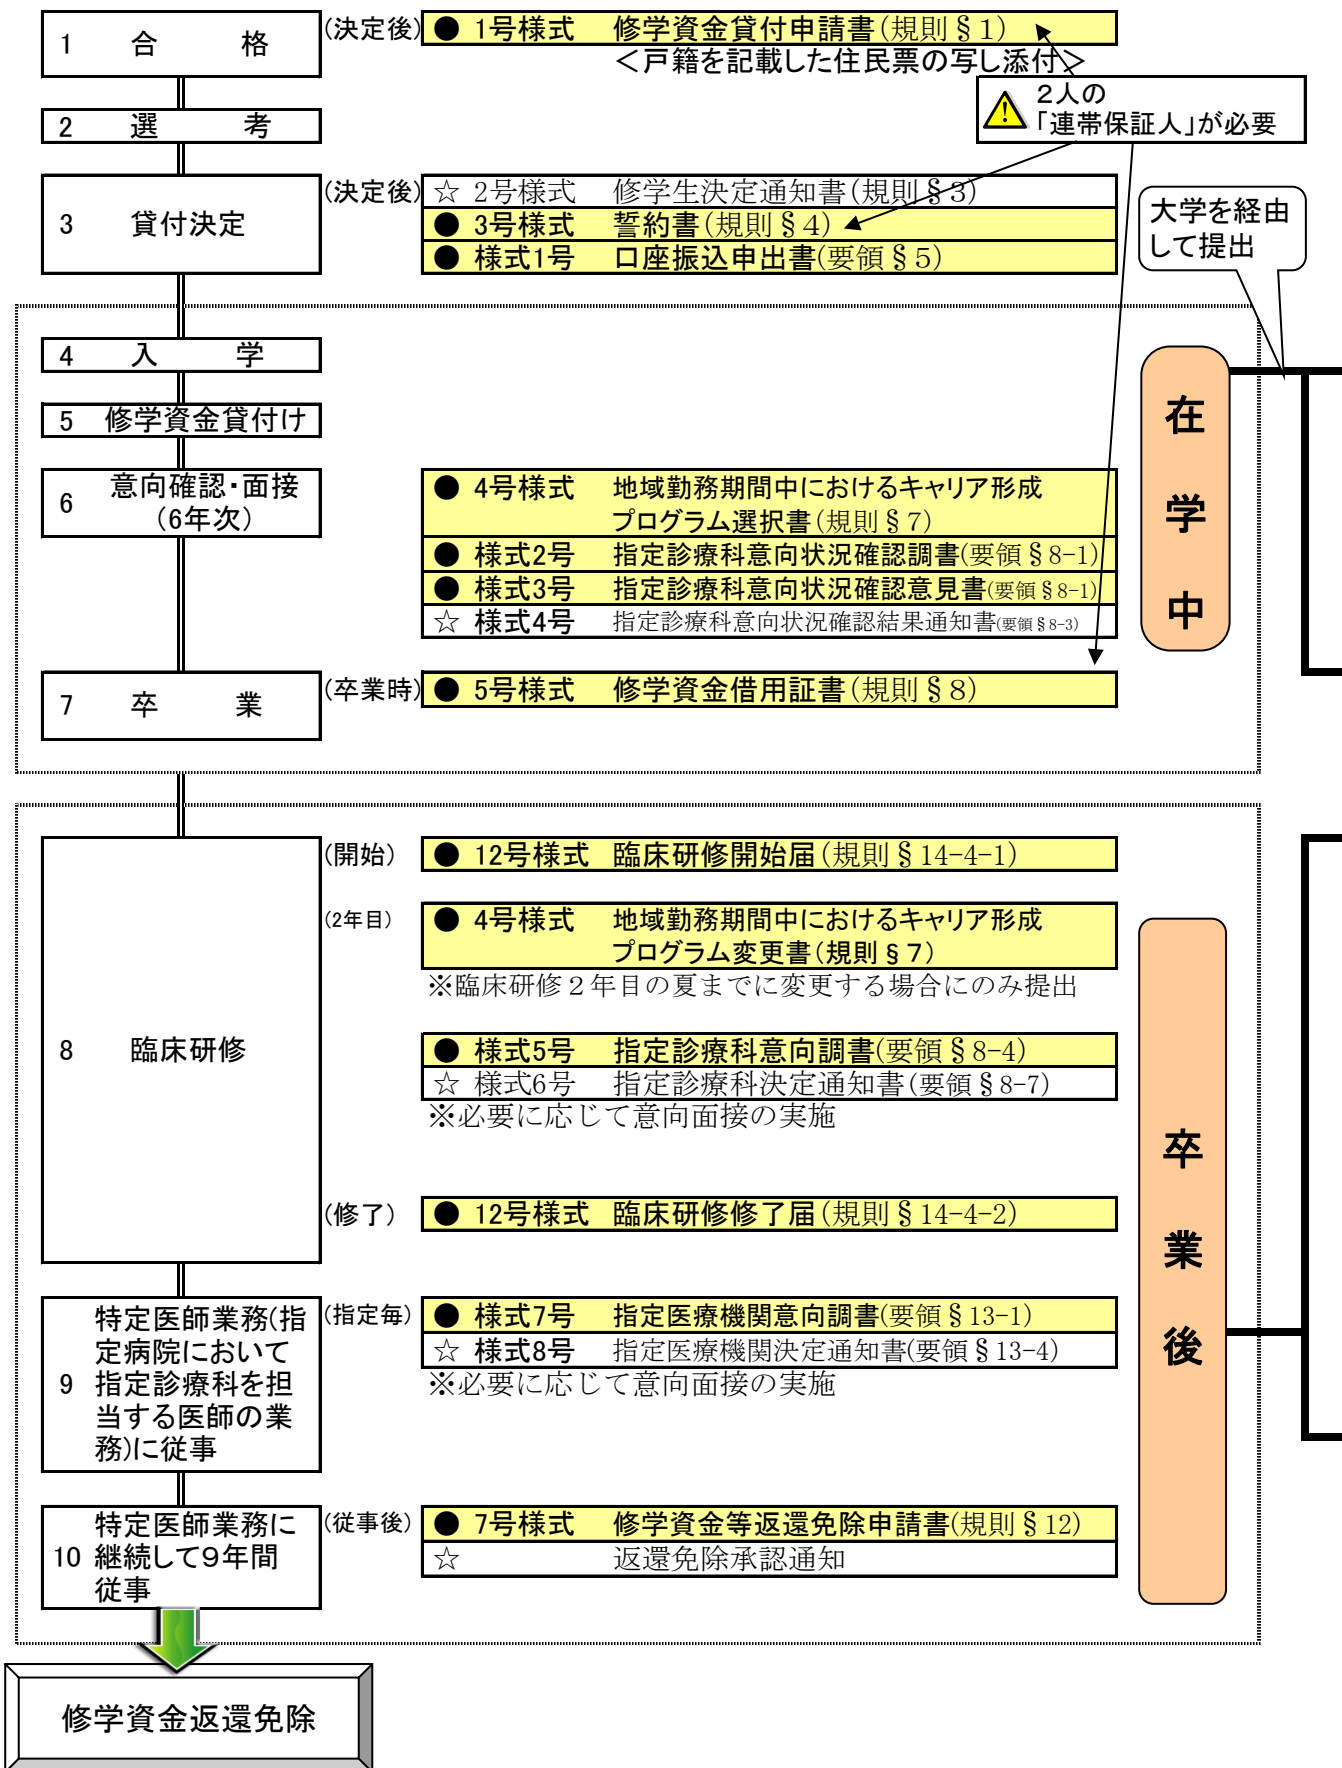 1 合 格
(決定後)
● 1号様式 修学資金貸付申請書(規則§1)
＜戸籍を記載した住民票の写し添付＞
2人の
「連帯保証人」が必要
2 選 考
3 貸付決定
(決定後)
☆ 2号様式 修学生決定通知書(規則§3)
● 3号様式 誓約書(規則§4)
● 様式1号 口座振込申出書(要領§5)
大学を経由
して提出
4 入 学
5 修学資金貸付け
6 意向確認・面接
(6年次)
● 4号様式 地域勤務期間中におけるキャリア形成
プログラム選択書(規則§7)
● 様式2号 指定診療科意向状況確認調書(要領§8-1)
● 様式3号 指定診療科意向状況確認意見書(要領§8-1)
☆ 様式4号 指定診療科意向状況確認結果通知書(要領§8-3)
在
学
中
7 卒 業
(卒業時)
● 5号様式 修学資金借用証書(規則§8)
8 臨床研修
(開始)
● 12号様式 臨床研修開始届(規則§14-4-1)
(2年目)
● 4号様式 地域勤務期間中におけるキャリア形成
プログラム変更書(規則§7)
※臨床研修2年目の夏までに変更する場合にのみ提出
● 様式5号 指定診療科意向調書(要領§8-4)
☆ 様式6号 指定診療科決定通知書(要領§8-7)
※必要に応じて意向面接の実施
(修了)
● 12号様式 臨床研修修了届(規則§14-4-2)
卒
業
後
9
特定医師業務(指
定病院において
指定診療科を担
当する医師の業
務)に従事
(指定毎)
● 様式7号 指定医療機関意向調書(要領§13-1)
☆ 様式8号 指定医療機関決定通知書(要領§13-4)
※必要に応じて意向面接の実施
10
特定医師業務に
継続して9年間
従事
(従事後)
● 7号様式 修学資金等返還免除申請書(規則§12)
☆ 返還免除承認通知
修学資金返還免除